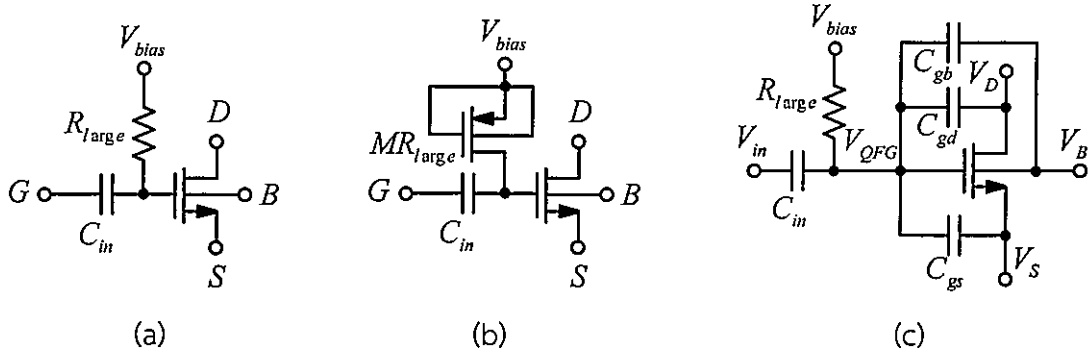 V_bias
R_large
D
G
B
C_in
S
(a)
V_bias
MR_large
D
G
B
C_in
S
(b)
V_bias
R_large
C_gb
V_D
C_gd
V_in
V_QFG
V_B
C_in
C_gs
V_S
(c)